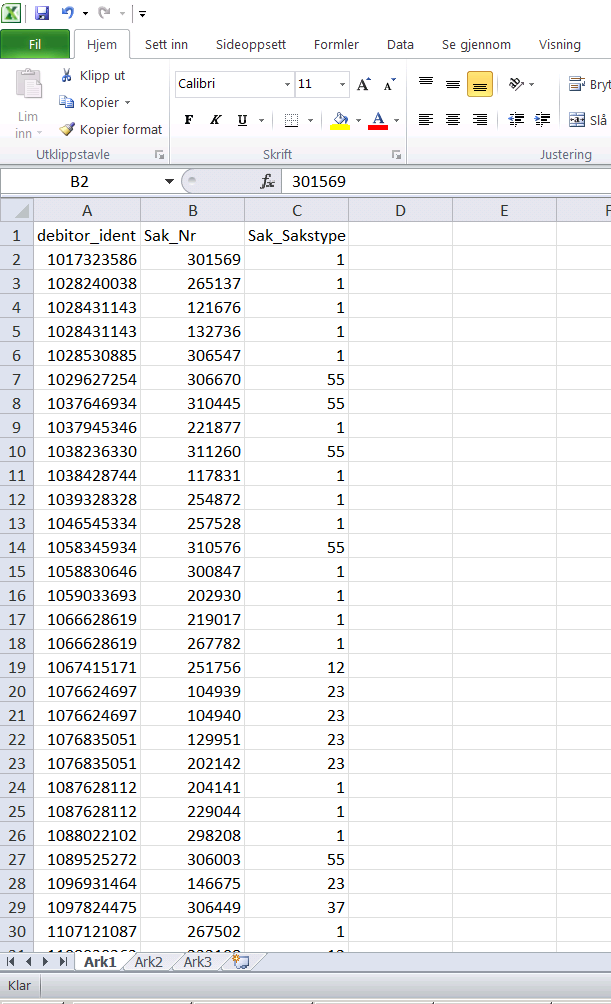 Fil Hjem Sett inn Sideoppsett Formler Data Se gjennom Visning
Klipp ut
Kopier
Kopier format
Lim
inn
Calibri 11
F K U
Slå
Utklippstavle Skrift Justering
B2 fx 301569
A B C D E F
1 debitor_ident Sak_Nr Sak_Sakstype
2 1017323586 301569 1
3 1028240038 265137 1
4 1028431143 121676 1
5 1028431143 132736 1
6 1028530885 306547 1
7 1029627254 306670 55
8 1037646934 310445 55
9 1037945346 221877 1
10 1038236330 311260 55
11 1038428744 117831 1
12 1039328328 254872 1
13 1046545334 257528 1
14 1058345934 310576 55
15 1058830646 300847 1
16 1059033693 202930 1
17 1066628619 219017 1
18 1066628619 267782 1
19 1067415171 251756 12
20 1076624697 104939 23
21 1076624697 104940 23
22 1076835051 129951 23
23 1076835051 202142 23
24 1087628112 204141 1
25 1087628112 229044 1
26 1088022102 298208 1
27 1089525272 306003 55
28 1096931464 146675 23
29 1097824475 306449 37
30 1107121087 267502 1
Ark1 Ark2 Ark3
Klar